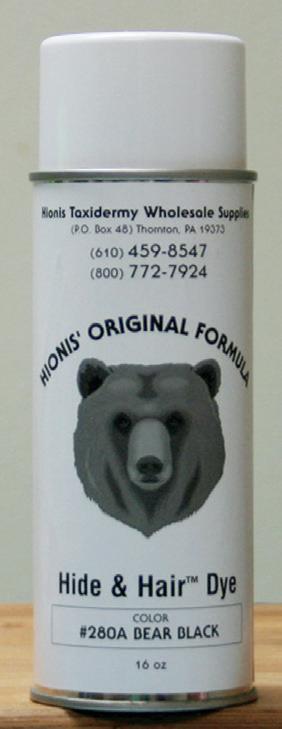 Hionis Taxidermy Wholesale Supplies
(P.O. Box 48) Thornton, PA 19373
(610) 459-8547
(800) 772-7924
HIONIS' ORIGINAL FORMULA
Hide & Hair™ Dye
COLOR
#280A BEAR BLACK
16 oz